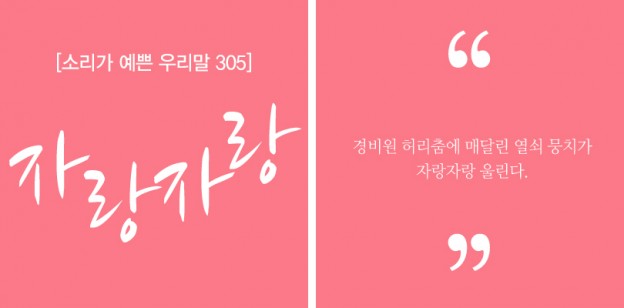 [소리가 예쁜 우리말 305]
자랑자랑
“
경비원 허리춤에 매달린 열쇠 뭉치가
자랑자랑 울린다.
”